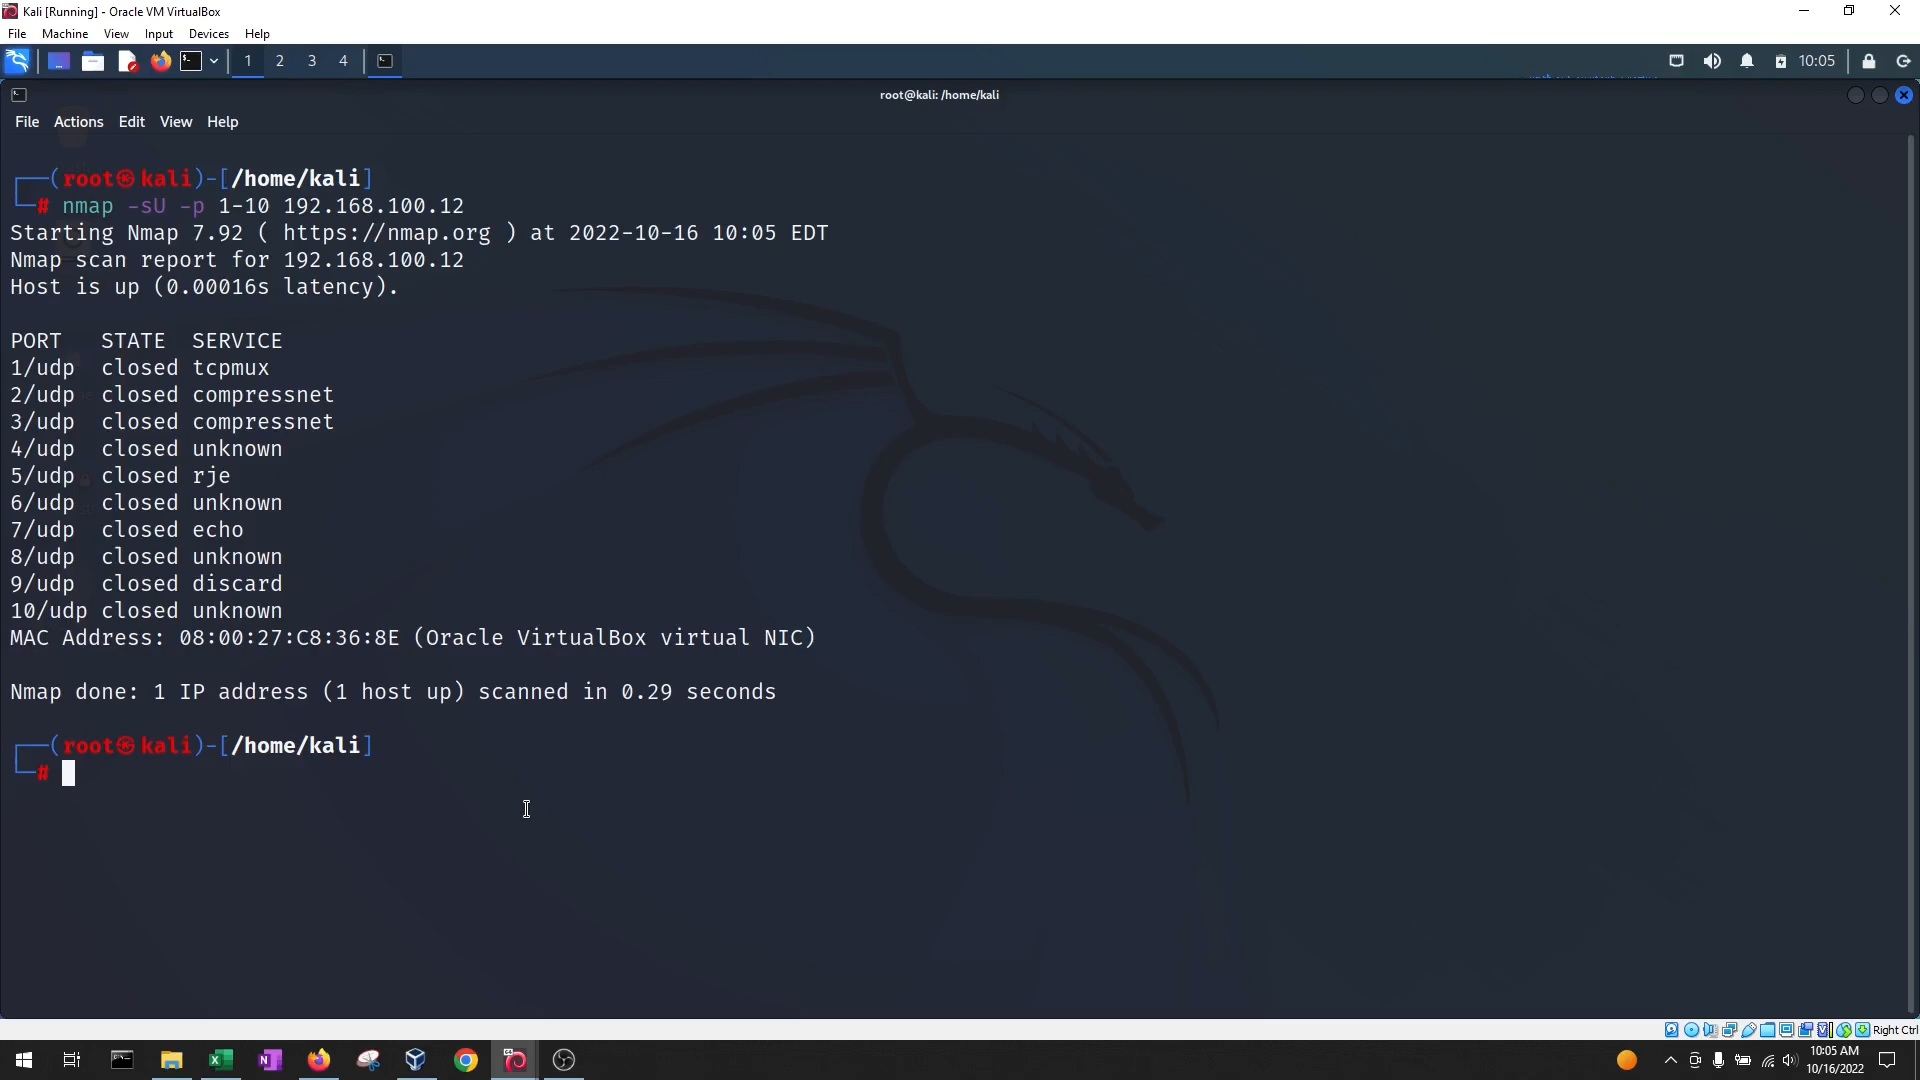 Kali [Running] - Oracle VM VirtualBox
File Machine View Input Devices Help
1 2 3 4 10:05
root@kali: /home/kali
File Actions Edit View Help
┌──(root㉿kali)-[/home/kali]
└─# nmap -sU -p 1-10 192.168.100.12
Starting Nmap 7.92 ( https://nmap.org ) at 2022-10-16 10:05 EDT
Nmap scan report for 192.168.100.12
Host is up (0.00016s latency).
PORT STATE SERVICE
1/udp closed tcpmux
2/udp closed compressnet
3/udp closed compressnet
4/udp closed unknown
5/udp closed rje
6/udp closed unknown
7/udp closed echo
8/udp closed unknown
9/udp closed discard
10/udp closed unknown
MAC Address: 08:00:27:C8:36:8E (Oracle VirtualBox virtual NIC)
Nmap done: 1 IP address (1 host up) scanned in 0.29 seconds
┌──(root㉿kali)-[/home/kali]
└─#
Right Ctrl
10:05 AM
10/16/2022